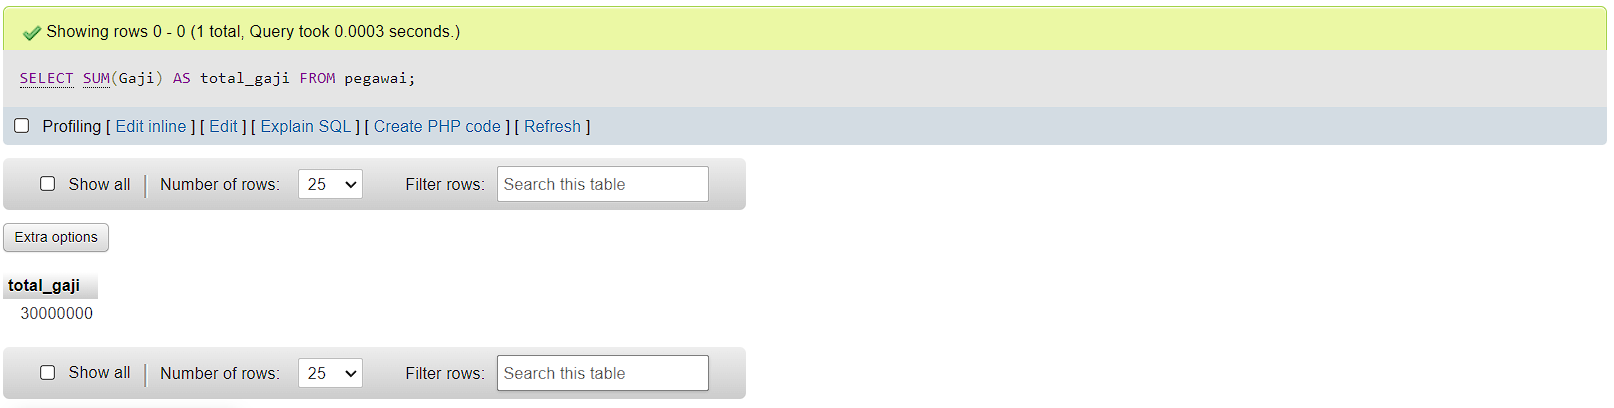 Showing rows 0 - 0 (1 total, Query took 0.0003 seconds.)
SELECT SUM(Gaji) AS total_gaji FROM pegawai;
Profiling [ Edit inline ] [ Edit ] [ Explain SQL ] [ Create PHP code ] [ Refresh ]
Show all Number of rows: 25 Filter rows: Search this table
Extra options
total_gaji
30000000
Show all Number of rows: 25 Filter rows: Search this table